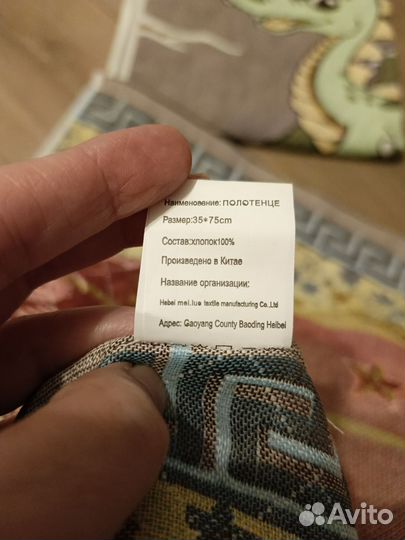 Наименование: ПОЛОТЕНЦЕ
Размер:35*75cm
Состав:хлопок100%
Произведено в Китае
Название организации:
Hebei mei.lue textile manufacturing Co.,Ltd
Адрес: Gaoyang County Baoding Heibei
Avito